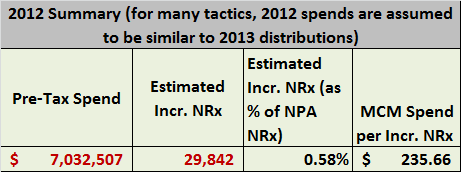 2012 Summary (for many tactics, 2012 spends are assumed
to be similar to 2013 distributions)
Pre-Tax Spend
Estimated
Incr. NRx
Estimated
Incr. NRx (as
% of NPA
NRx)
MCM Spend
per Incr. NRx
$ 7,032,507
29,842
0.58%
$ 235.66